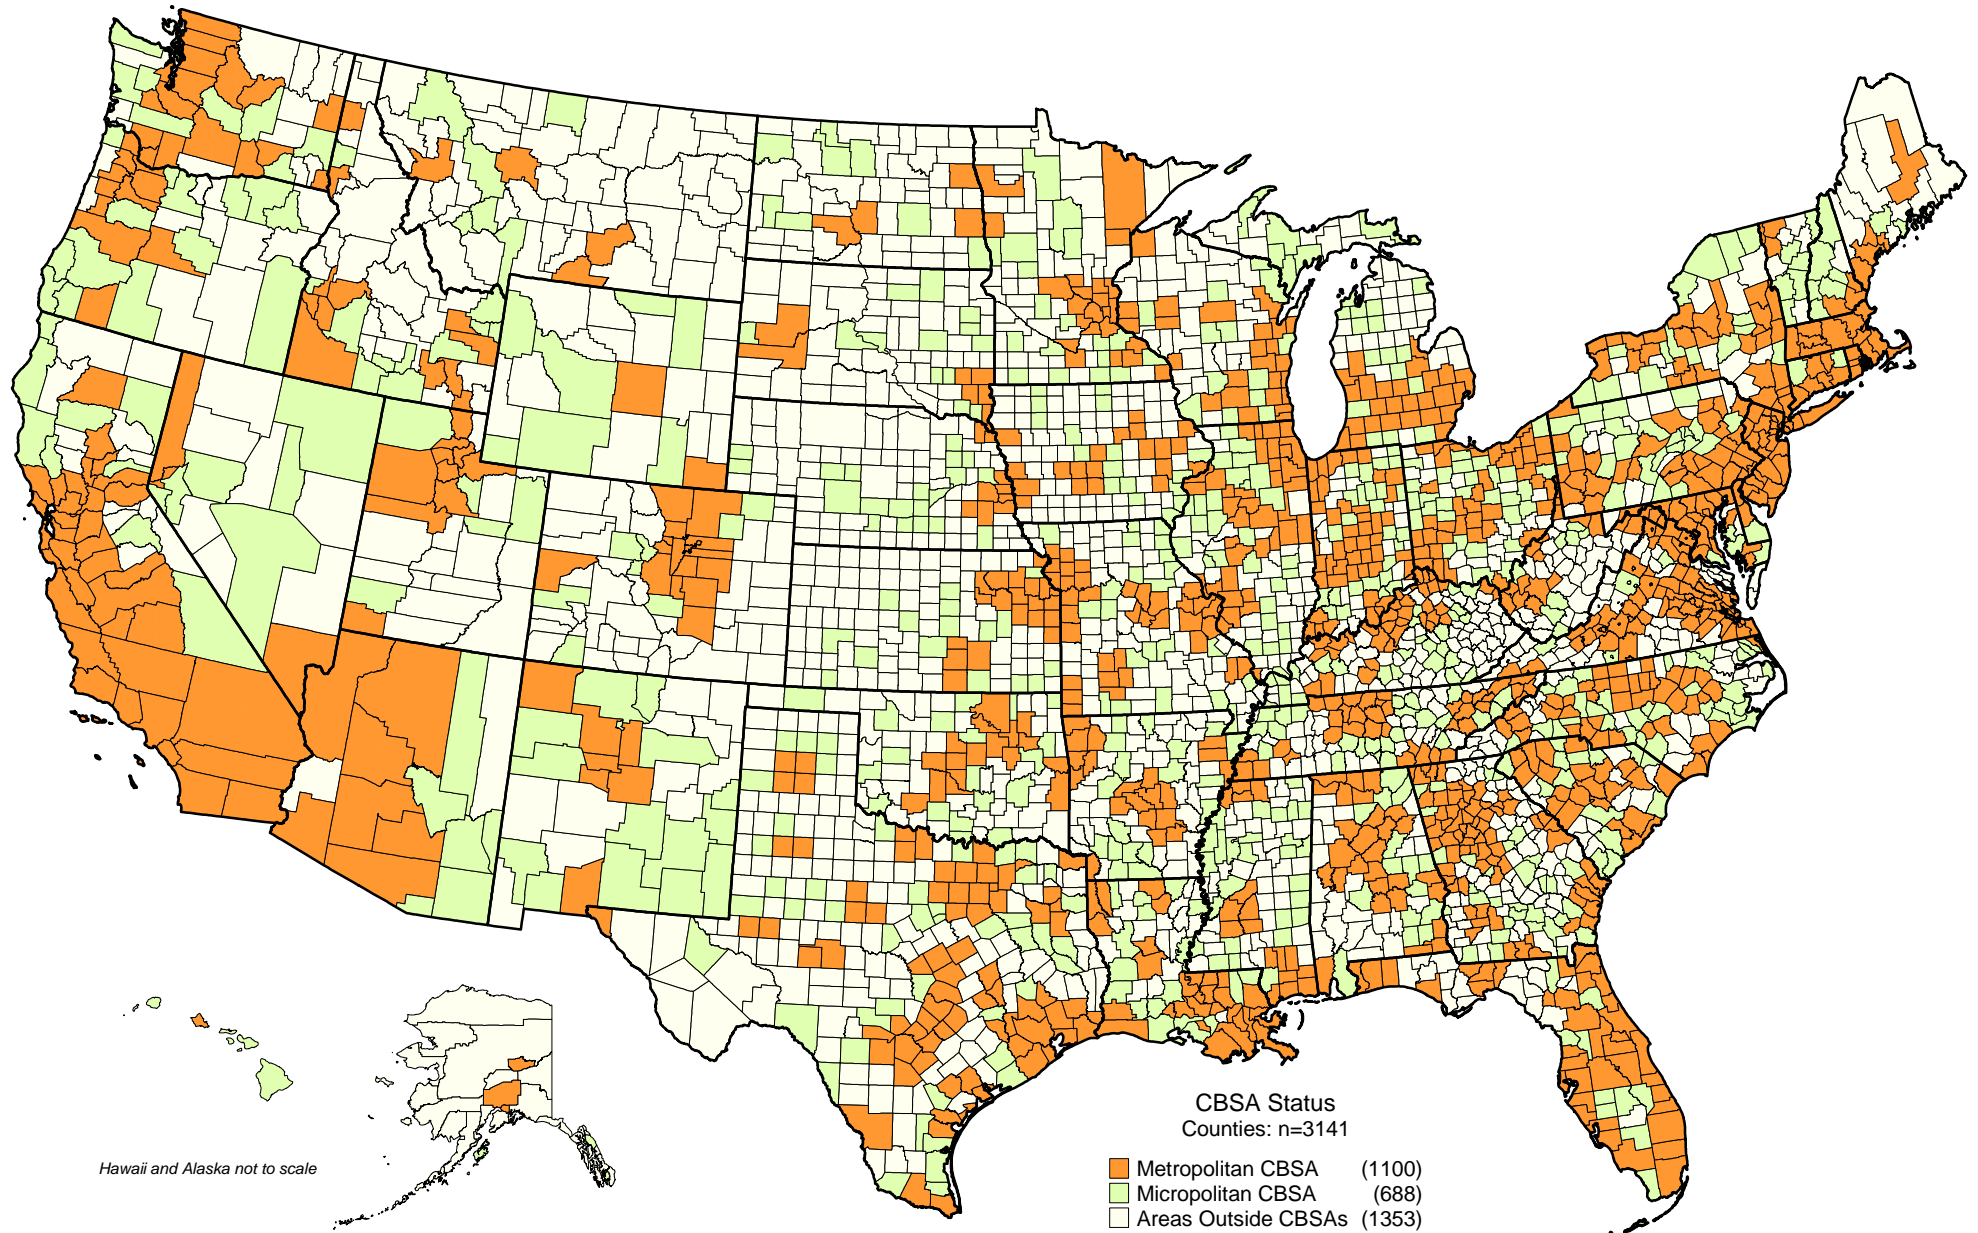 CBSA Status
Counties: n=3141
Metropolitan CBSA (1100)
Micropolitan CBSA (688)
Areas Outside CBSAs (1353)
Hawaii and Alaska not to scale